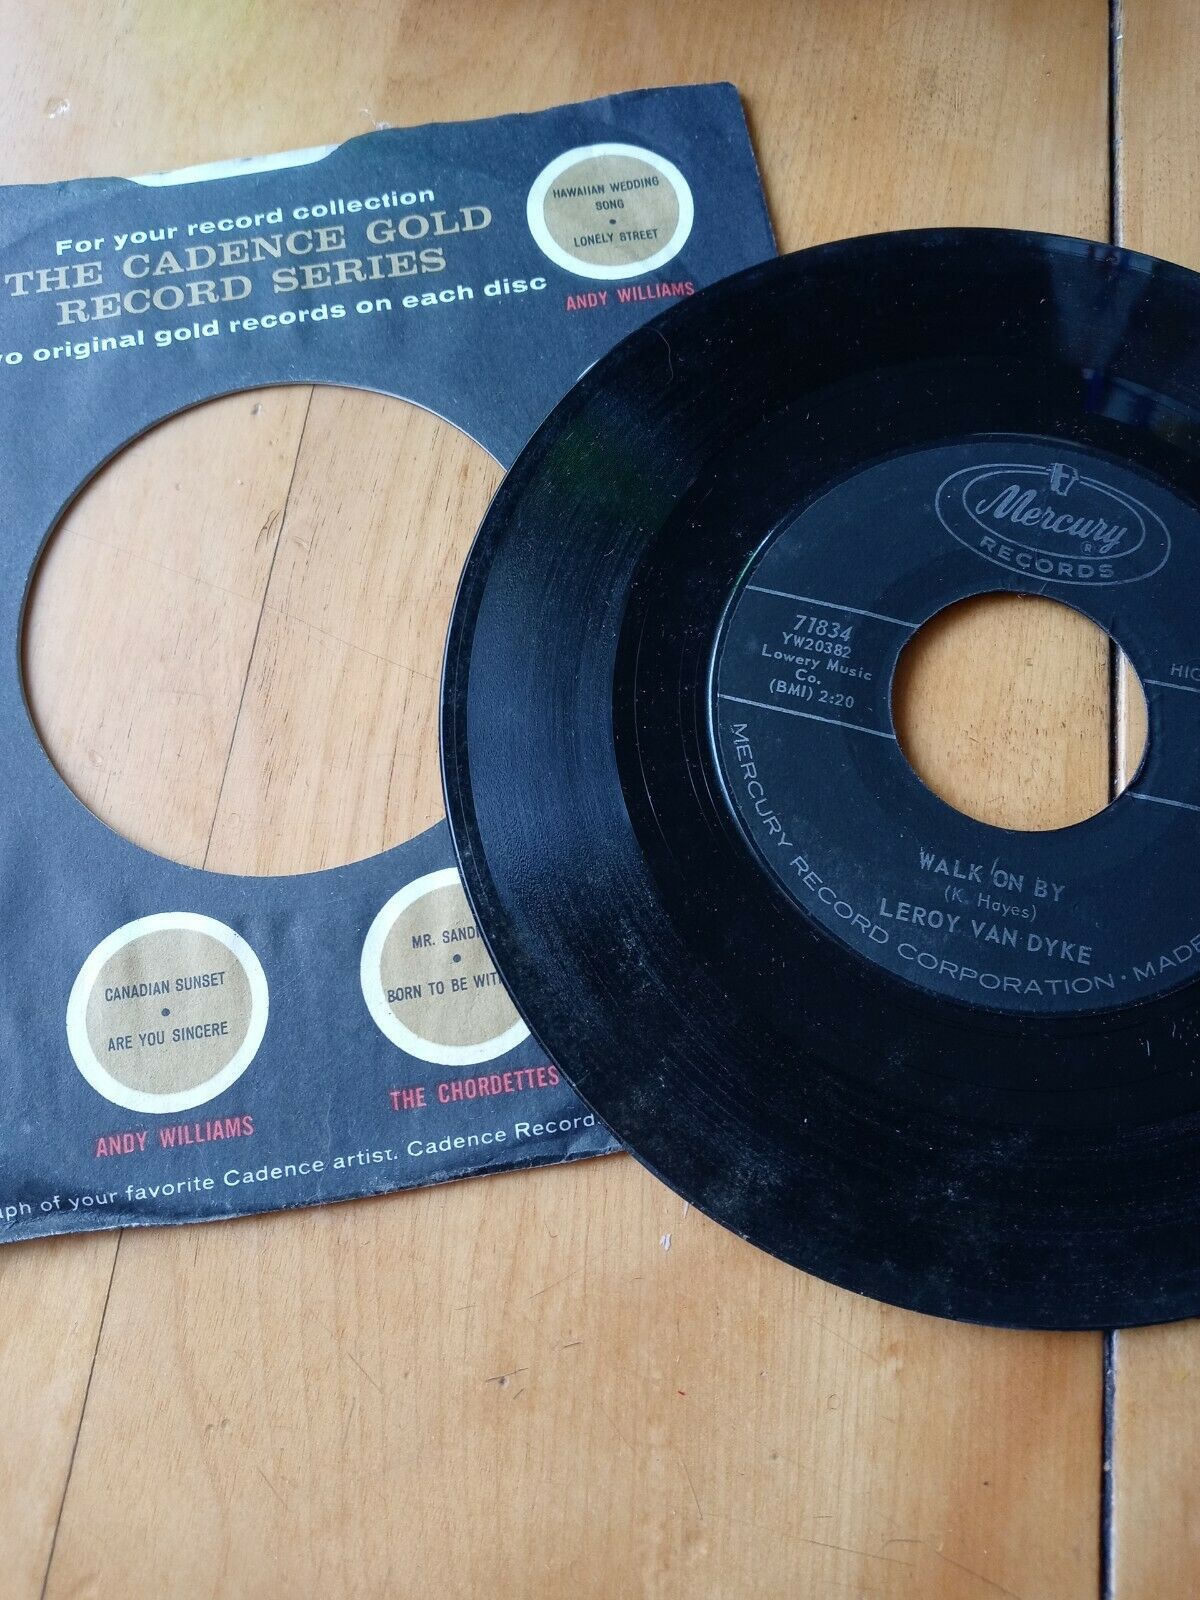 For your record collection
THE CADENCE GOLD
RECORD SERIES
original gold records on each disc
HAWAIIAN WEDDING
SONG
•
LONELY STREET
ANDY WILLIAMS
CANADIAN SUNSET
•
ARE YOU SINCERE
ANDY WILLIAMS
MR.
•
BORN TO BE
THE CHORDETTES
of your favorite Cadence artist. Cadence
Mercury
R
RECORDS
71834
YW20382
Lowery Music
Co.
(BMI) 2:20
WALK ON BY
(K. Hayes)
LEROY VAN DYKE
MERCURY RECORD CORPORATION • MADE